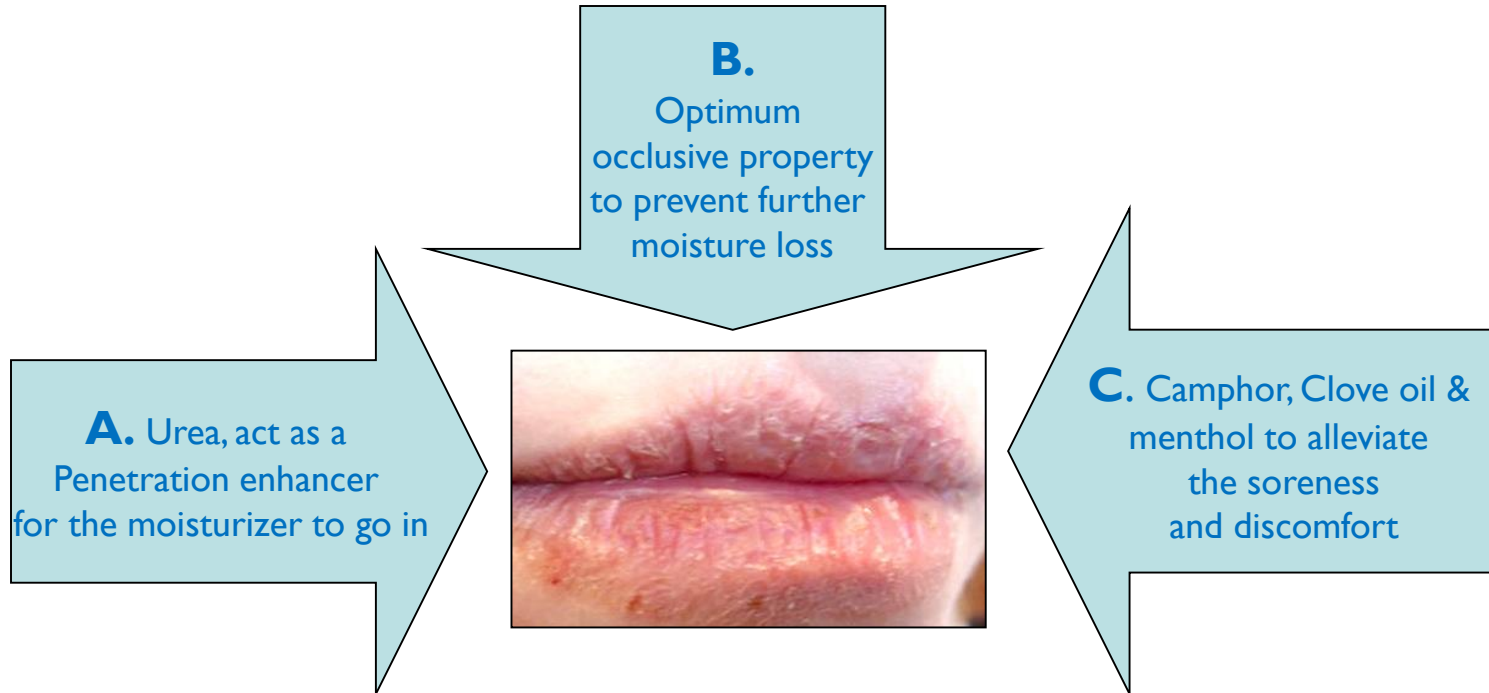 B.
Optimum
occlusive property
to prevent further
moisture loss
A. Urea, act as a
Penetration enhancer
for the moisturizer to go in
C. Camphor, Clove oil &
menthol to alleviate
the soreness
and discomfort